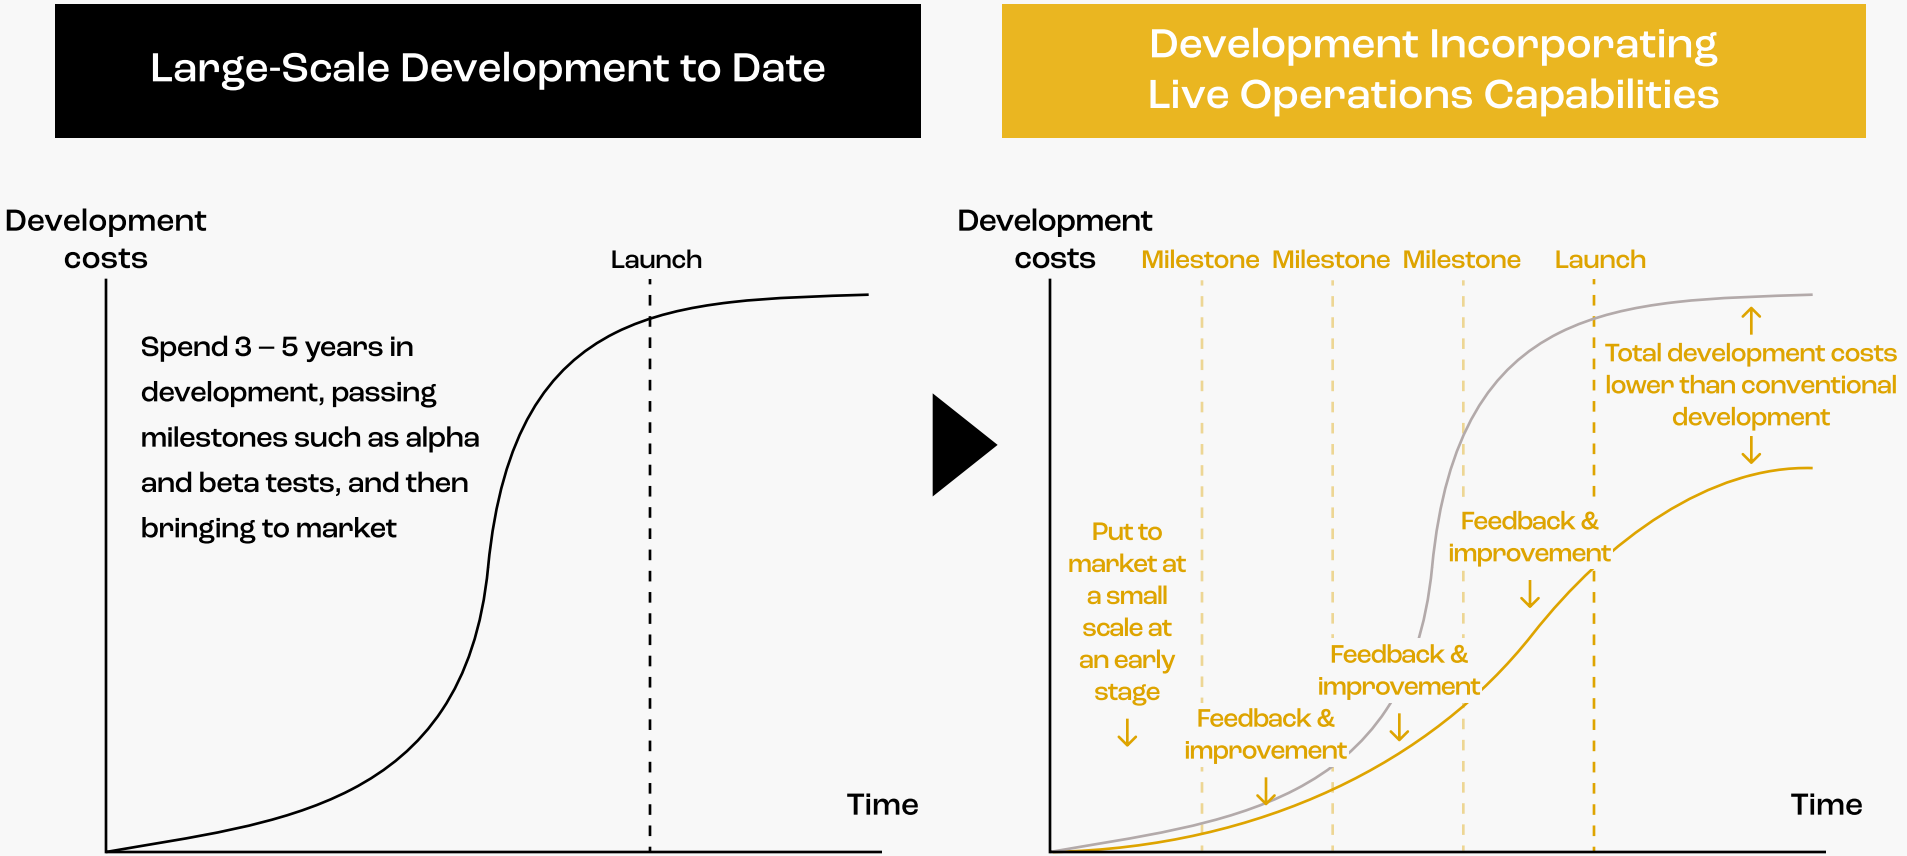 Large-Scale Development to Date
Development
costs
Launch
Spend 3 – 5 years in
development, passing
milestones such as alpha
and beta tests, and then
bringing to market
Time
Development Incorporating
Live Operations Capabilities
Development
costs
Milestone
Milestone
Milestone
Launch
Total development costs
lower than conventional
development
Put to
market at
a small
scale at
an early
stage
Feedback &
improvement
Feedback &
improvement
Feedback &
improvement
Time